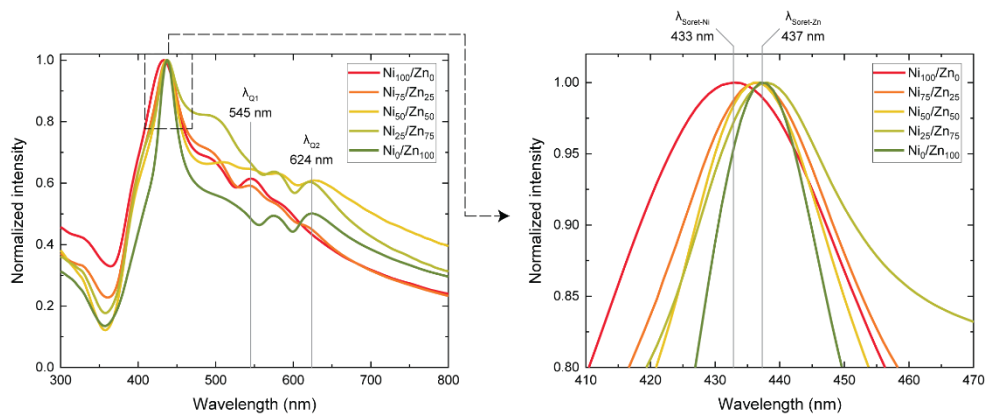 λSoret-Ni
433 nm
λSoret-Zn
437 nm
Normalized intensity
1.0
0.8
0.6
0.4
0.2
0.0
λQ1
545 nm
λQ2
624 nm
Ni100/Zn0
Ni75/Zn25
Ni50/Zn50
Ni25/Zn75
Ni0/Zn100
300
400
500
600
700
800
Wavelength (nm)
Normalized intensity
1.00
0.95
0.90
0.85
0.80
Ni100/Zn0
Ni75/Zn25
Ni50/Zn50
Ni25/Zn75
Ni0/Zn100
410
420
430
440
450
460
470
Wavelength (nm)